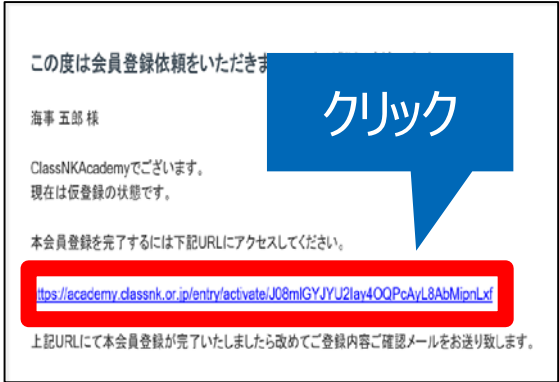 この度は会員登録依頼をいただきま
クリック
海事 五郎 様
ClassNKAcademyでございます。
現在は仮登録の状態です。
本会員登録を完了するには下記URLにアクセスしてください。
ttps://academy.classnk.or.jp/entry/activate/J08mIGYJYU2Iay4OQPcAyL8AbMipnLxf
上記URLにて本会員登録が完了いたしましたら改めてご登録内容ご確認メールをお送り致します。